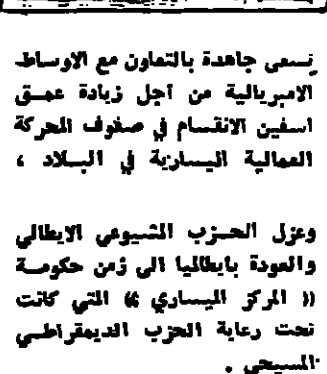 تسعى جاهدة بالتعاون مع الاوساط
الامبريالية من اجل زيادة عمق
اسفين الانقسام في صفوف الحركة
العمالية اليسارية في البلاد ،
وعزل الحزب الشيوعي الايطالي
والعودة بايطاليا الى زمن حكومة
(( المركز اليساري )) التي كانت
تحت رعاية الحزب الديمقراطي
المسيحي .